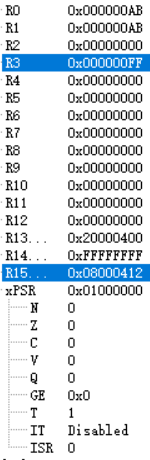 R0 0x000000AB
R1 0x000000AB
R2 0x00000000
R3 0x000000FF
R4 0x00000000
R5 0x00000000
R6 0x00000000
R7 0x00000000
R8 0x00000000
R9 0x00000000
R10 0x00000000
R11 0x00000000
R12 0x00000000
R13... 0x20000400
R14... 0xFFFFFFFF
R15... 0x08000412
xPSR 0x01000000
N 0
Z 0
C 0
V 0
Q 0
GE 0x0
T 1
IT Disabled
ISR 0